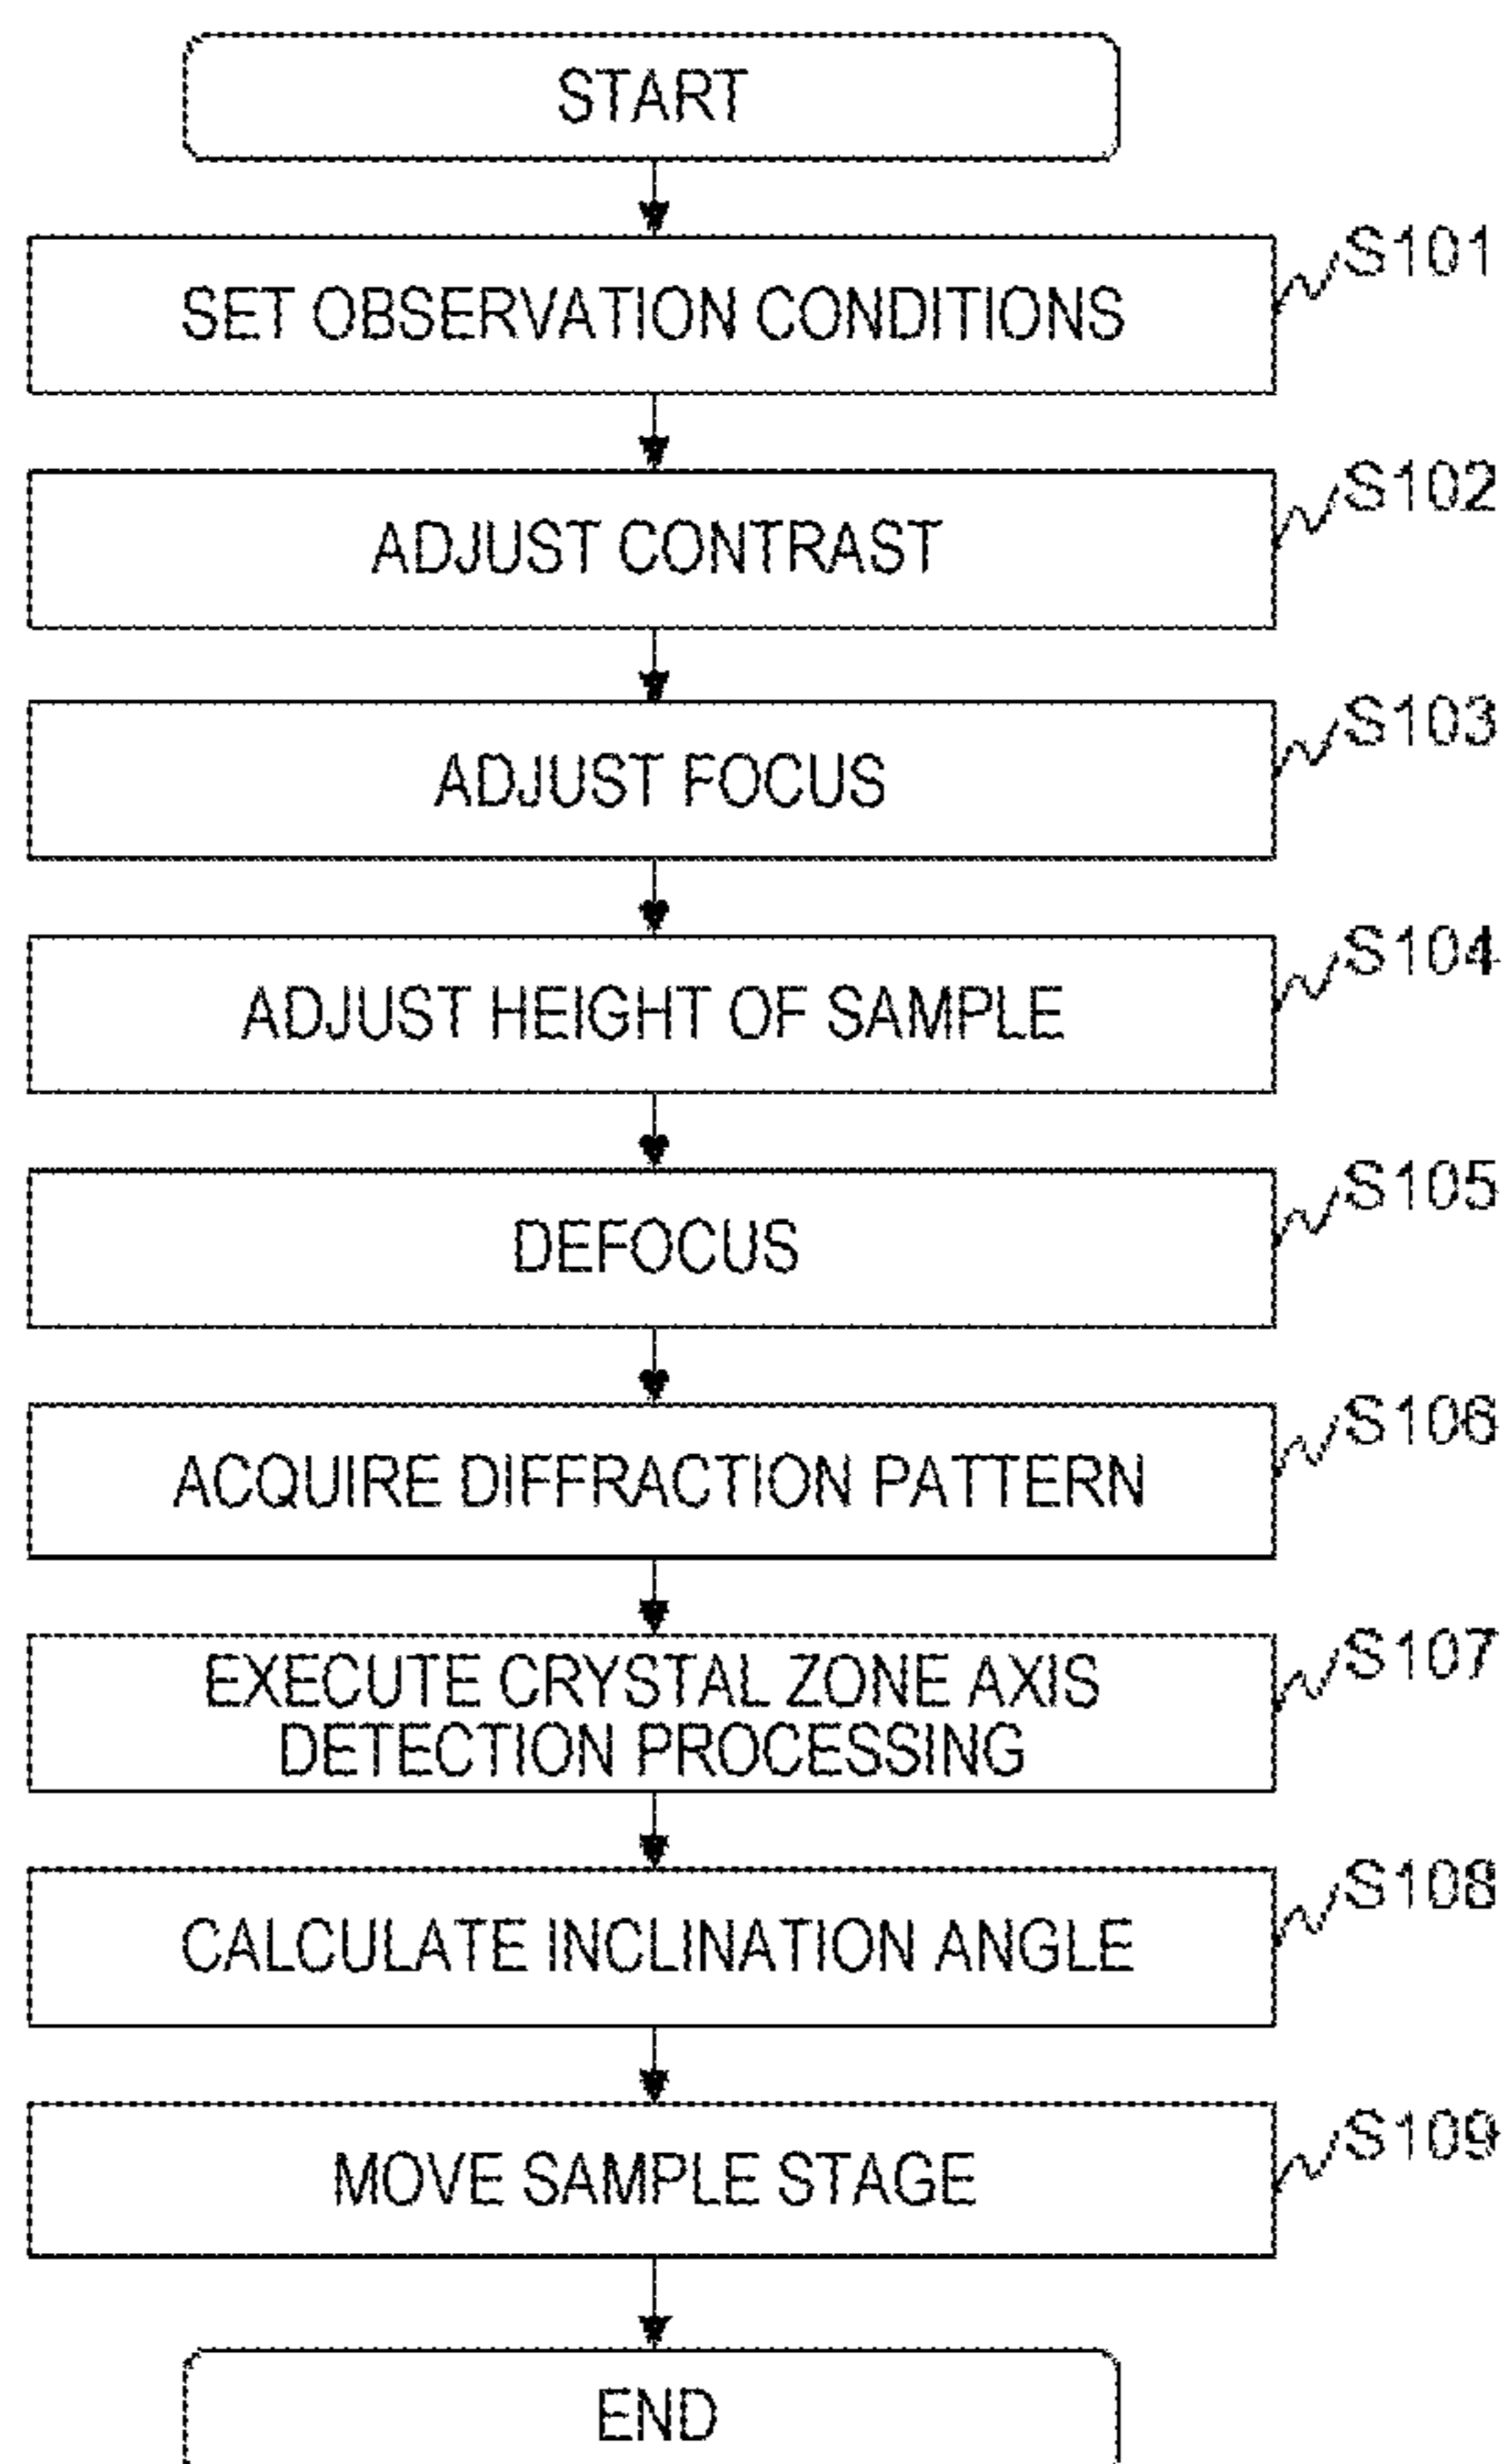 START
S101
SET OBSERVATION CONDITIONS
S102
ADJUST CONTRAST
S103
ADJUST FOCUS
S104
ADJUST HEIGHT OF SAMPLE
S105
DEFOCUS
S106
ACQUIRE DIFFRACTION PATTERN
S107
EXECUTE CRYSTAL ZONE AXIS
DETECTION PROCESSING
S108
CALCULATE INCLINATION ANGLE
S109
MOVE SAMPLE STAGE
END